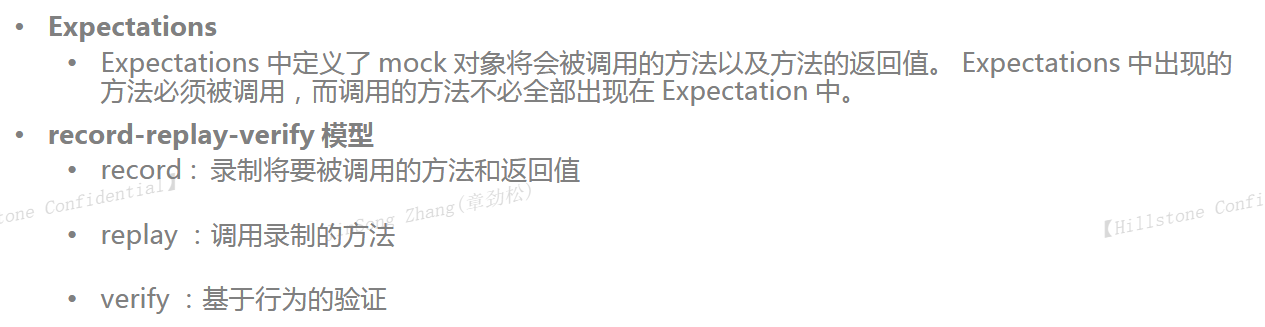 • Expectations
• Expectations 中定义了 mock 对象将会被调用的方法以及方法的返回值。 Expectations 中出现的
方法必须被调用，而调用的方法不必全部出现在 Expectation 中。
• record-replay-verify 模型
• record： 录制将要被调用的方法和返回值
tone Confidential】
Song Zhang(章劲松)
【Hillstone Confi
• replay ：调用录制的方法
• verify ：基于行为的验证